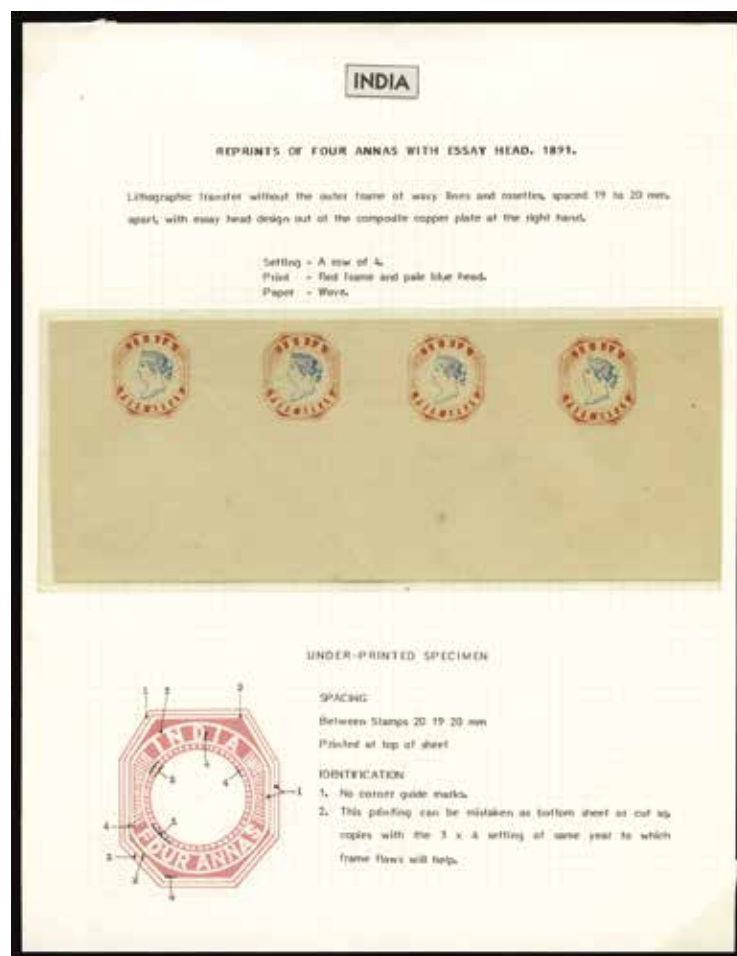 INDIA
REPRINTS OF FOUR ANNAS WITH ESSAY HEAD. 1891.
Lithographic transfer without the outer frame of wavy lines and rosettes, spaced 19 to 20 mm.
apart, with essay head design out of the composite copper plate at the right hand.
Setting - A row of 4.
Print - Red frame and pale blue head.
Paper - Wove.
UNDER-PRINTED SPECIMEN
SPACING
Between Stamps 20 19 20 mm
Printed at top of sheet
IDENTIFICATION
1. No corner guide marks.
2. This printing can be mistaken as bottom sheet or cut sq.
copies with the 3 x 4 setting of same year to which
frame flaws will help.
INDIA
FOUR ANNAS